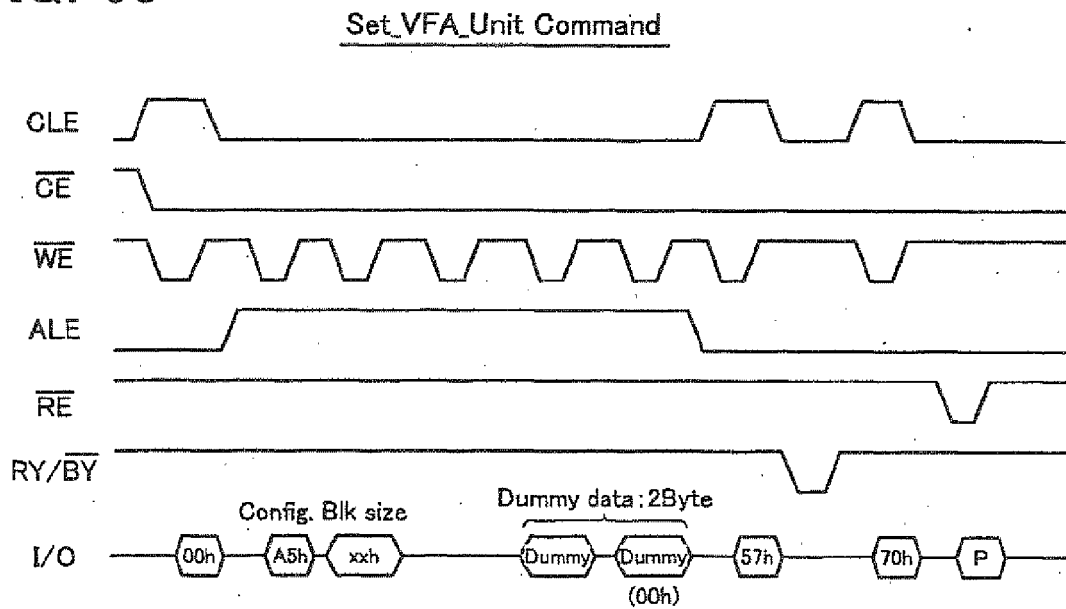 Set_VFA_Unit Command
CLE
CE
WE
ALE
RE
RY/BY
Config. Blk size
Dummy data : 2Byte
I/O 00h A5h xxh Dummy Dummy 57h 70h P
(00h)